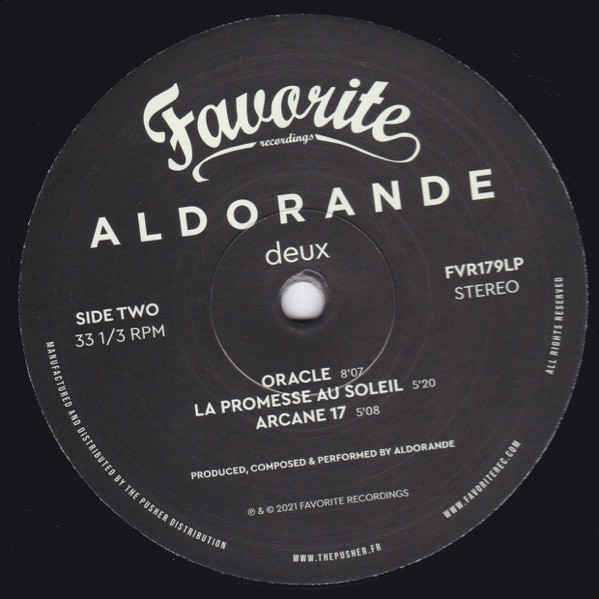 Favorite
recordings
ALDORANDE
deux
SIDE TWO
33 1/3 RPM
FVR179LP
STEREO
ORACLE 8'07
LA PROMESSE AU SOLEIL 5'20
ARCANE 17 5'08
PRODUCED, COMPOSED & PERFORMED BY ALDORANDE
℗ & © 2021 FAVORITE RECORDINGS
MANUFACTURED AND DISTRIBUTED BY THE PUSHER DISTRIBUTION
WWW.THEPUSHER.FR
WWW.FAVORITEREC.COM
ALL RIGHTS RESERVED